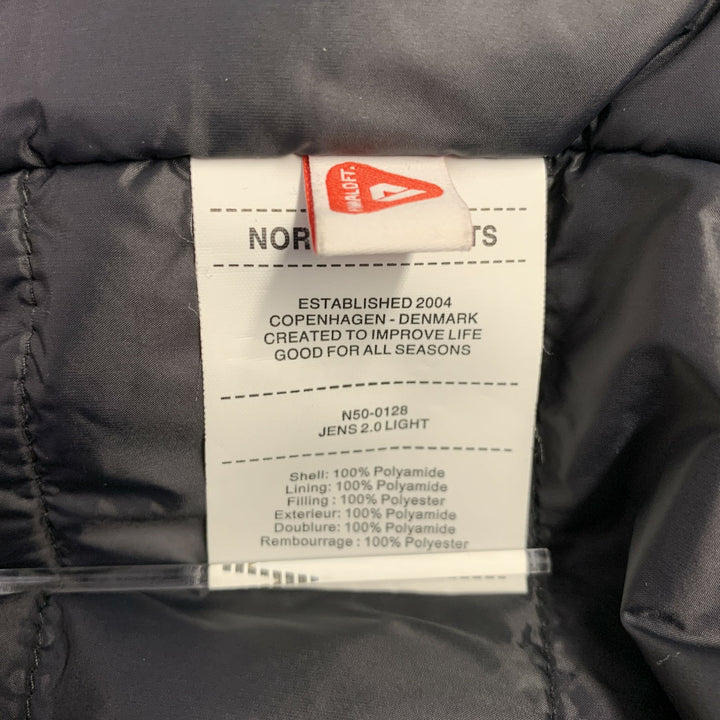 MALOFT.
NOR TS
ESTABLISHED 2004
COPENHAGEN - DENMARK
CREATED TO IMPROVE LIFE
GOOD FOR ALL SEASONS
N50-0128
JENS 2.0 LIGHT
Shell: 100% Polyamide
Lining: 100% Polyamide
Filling : 100% Polyester
Exterieur: 100% Polyamide
Doublure: 100% Polyamide
Rembourrage : 100% Polyester